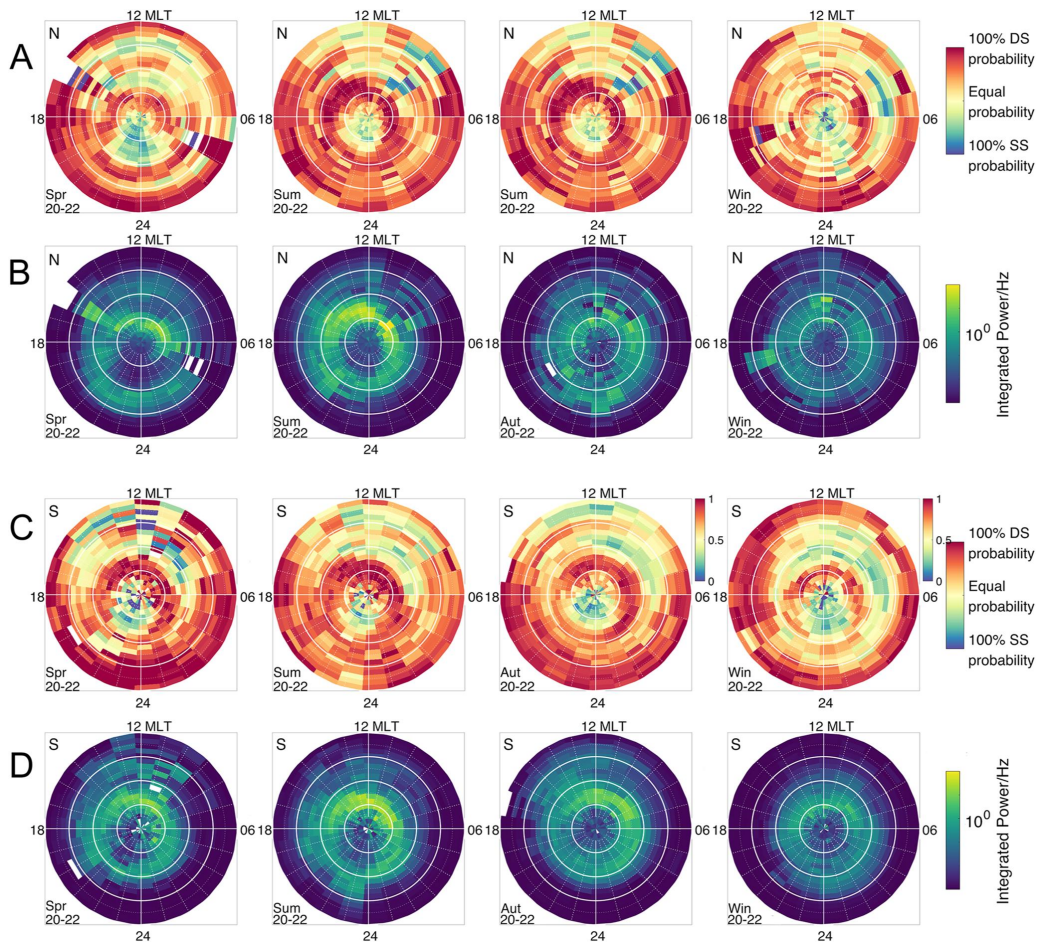 A
12 MLT
N
18
Spr
20-22
24
12 MLT
N
06 18
Sum
20-22
24
12 MLT
N
06 18
Sum
20-22
24
12 MLT
N
06 18
06
Win
20-22
24
100% DS
probability
Equal
probability
100% SS
probability
B
12 MLT
N
18
Spr
20-22
24
12 MLT
N
06 18
Sum
20-22
24
12 MLT
N
06 18
Aut
20-22
24
12 MLT
N
06 18
06
Win
20-22
24
10⁰
Integrated Power/Hz
C
12 MLT
S
18
Spr
20-22
24
12 MLT
S
06 18
Sum
20-22
24
12 MLT
S
06 18
Aut
20-22
24
1
0.5
0
12 MLT
S
06 18
06
Win
20-22
24
1
0.5
0
100% DS
probability
Equal
probability
100% SS
probability
D
12 MLT
S
18
Spr
20-22
24
12 MLT
S
06 18
Sum
20-22
24
12 MLT
S
06 18
Aut
20-22
24
12 MLT
S
06 18
06
Win
20-22
24
10⁰
Integrated Power/Hz